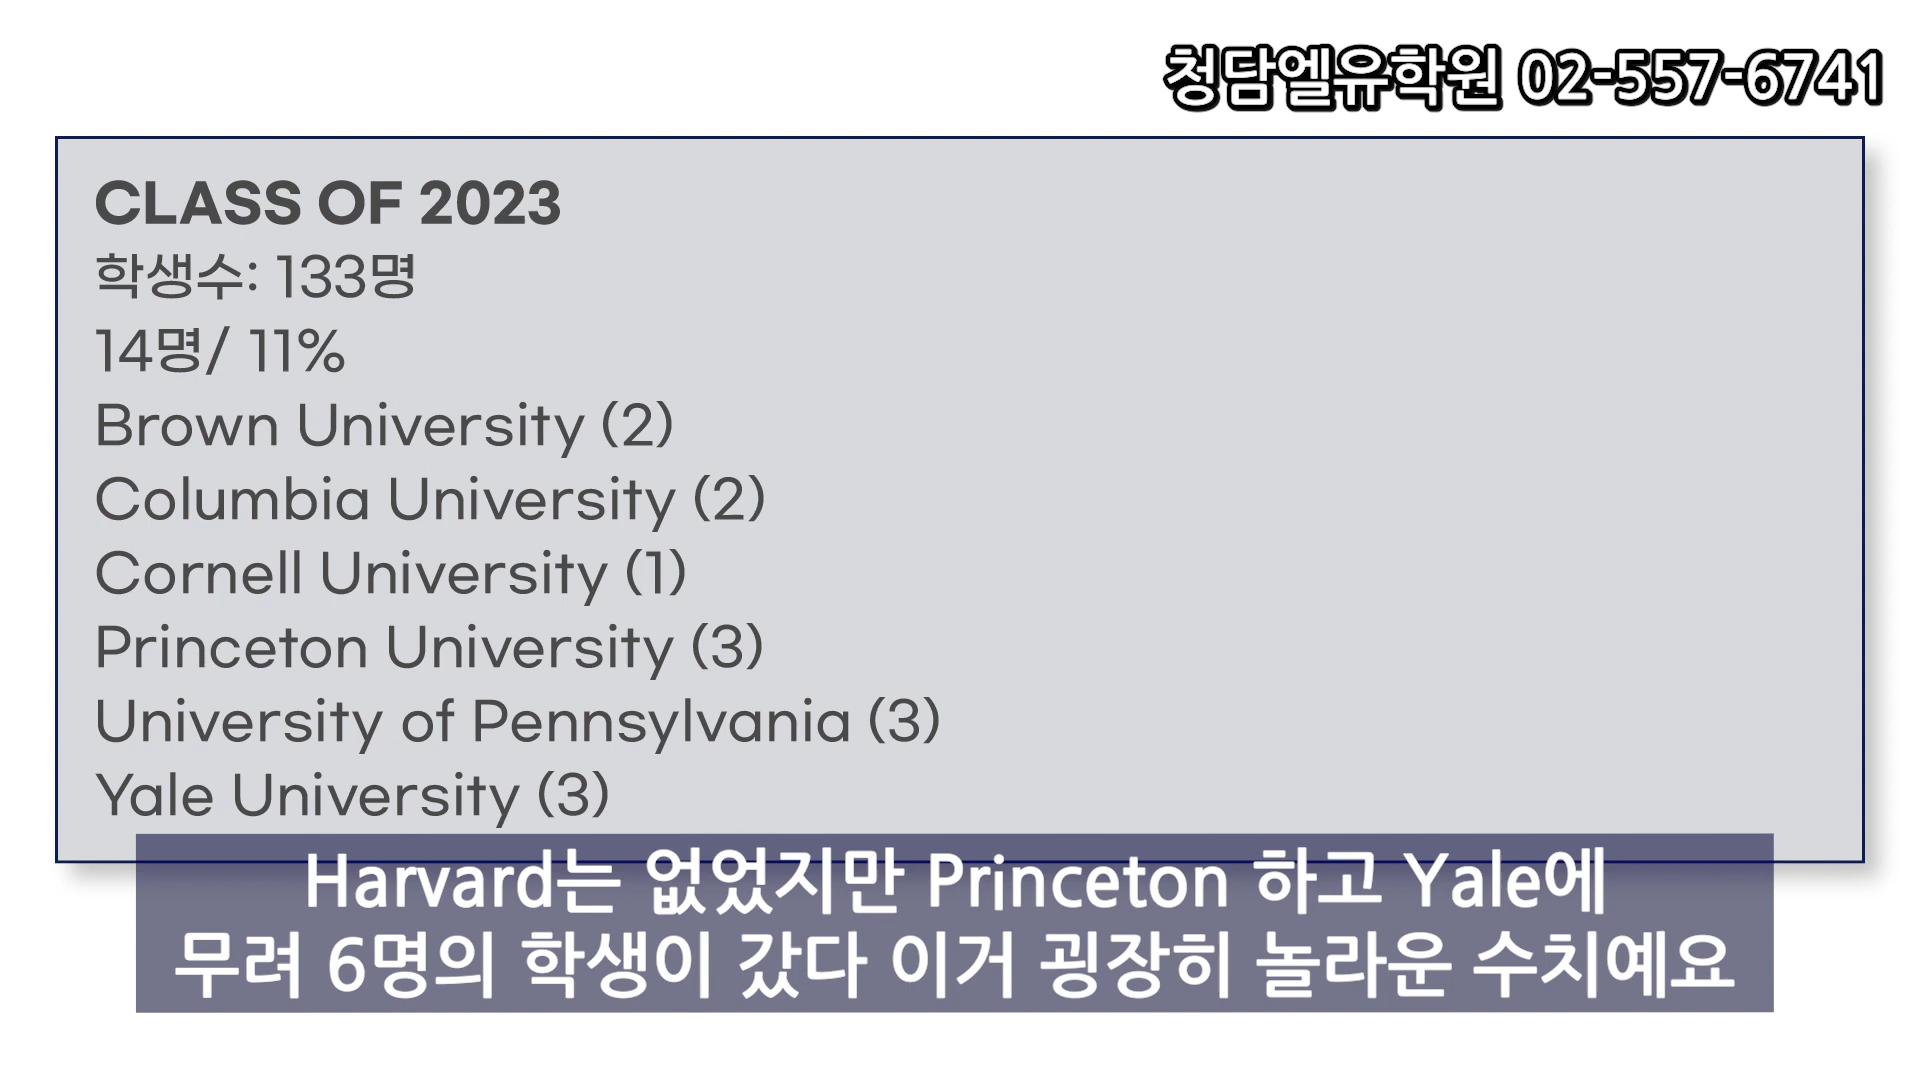 청담엘유학원 02-557-6741
CLASS OF 2023
학생수: 133명
14명/ 11%
Brown University (2)
Columbia University (2)
Cornell University (1)
Princeton University (3)
University of Pennsylvania (3)
Yale University (3)
Harvard는 없었지만 Princeton 하고 Yale에
무려 6명의 학생이 갔다 이거 굉장히 놀라운 수치예요